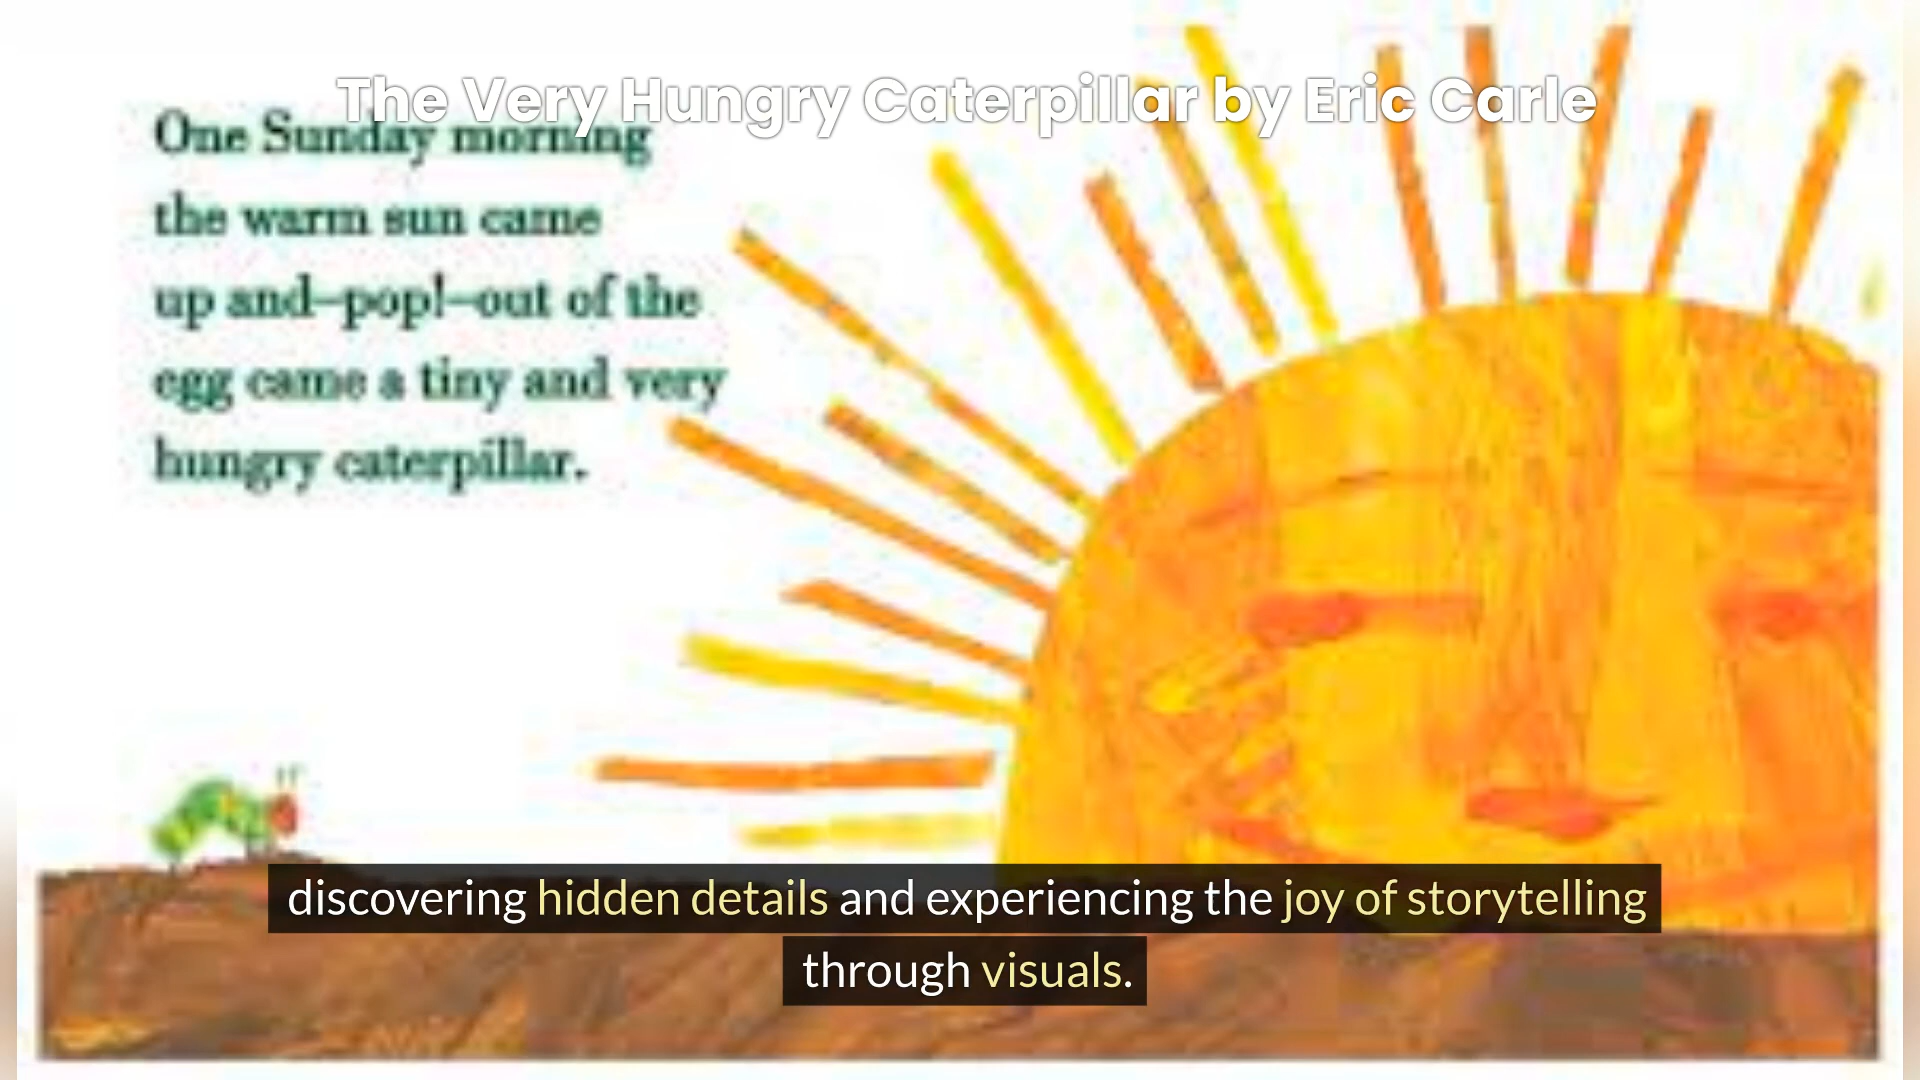 The Very Hungry Caterpillar by Eric Carle
One Sunday morning
the warm sun came
up and–pop!–out of the
egg came a tiny and very
hungry caterpillar.
discovering hidden details and experiencing the joy of storytelling
through visuals.